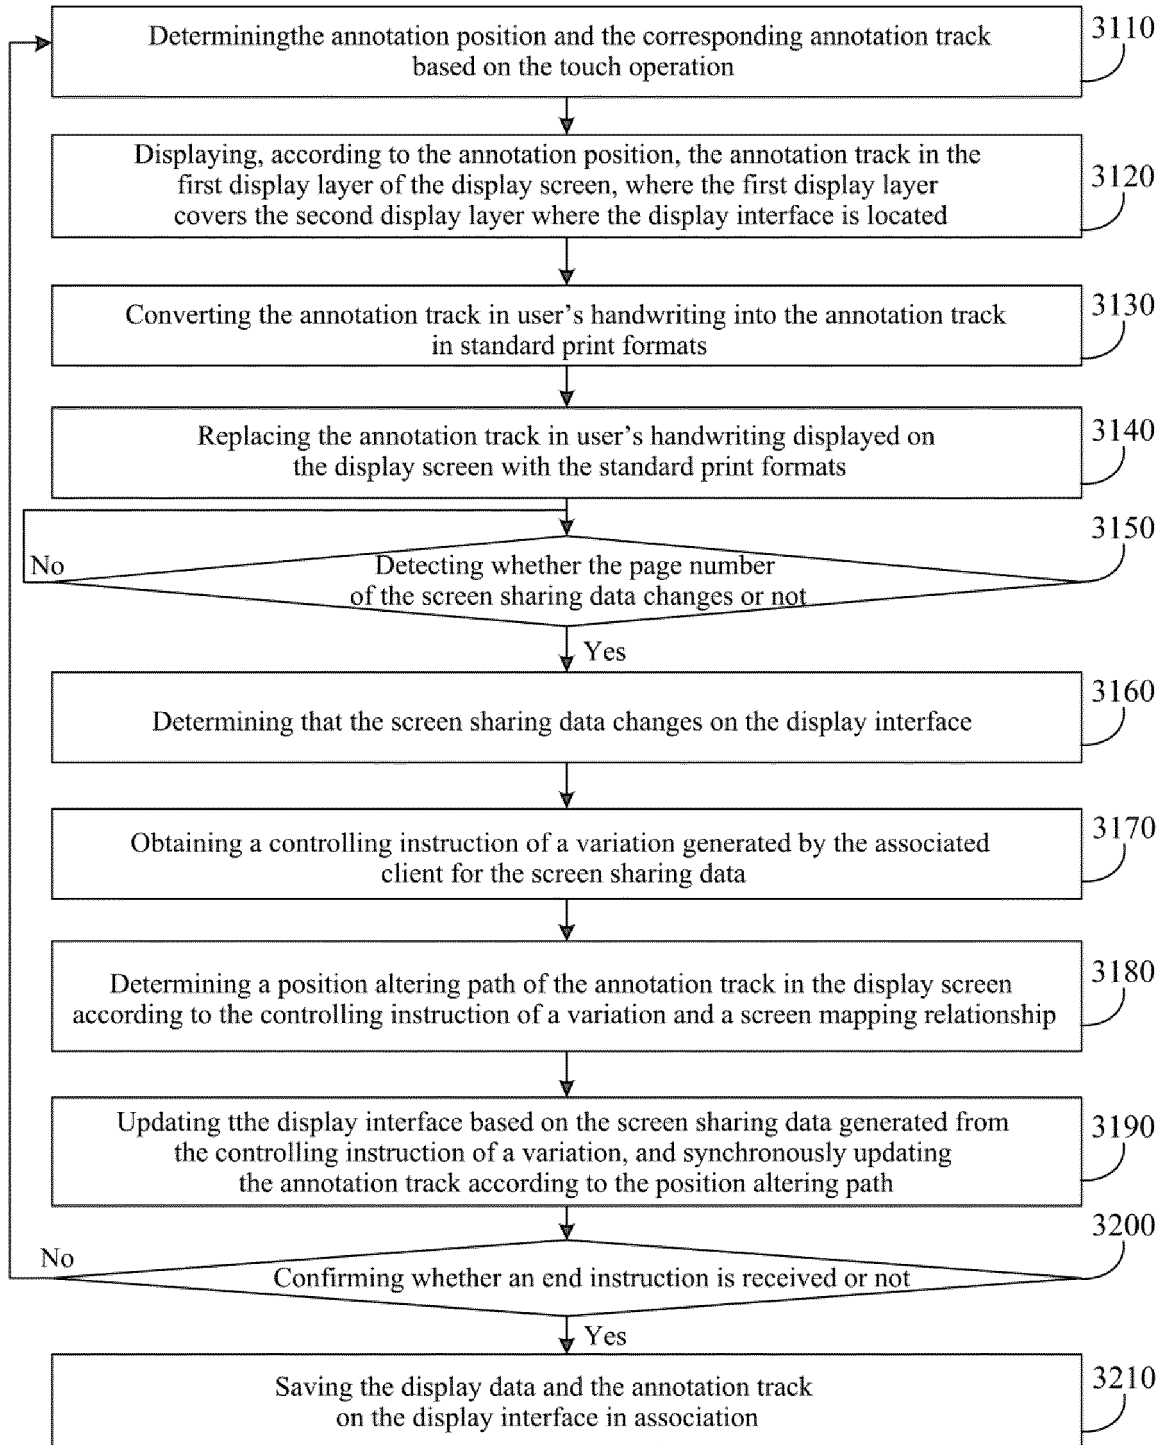 Determiningthe annotation position and the corresponding annotation track
based on the touch operation
3110
Displaying, according to the annotation position, the annotation track in the
first display layer of the display screen, where the first display layer
covers the second display layer where the display interface is located
3120
Converting the annotation track in user's handwriting into the annotation track
in standard print formats
3130
Replacing the annotation track in user's handwriting displayed on
the display screen with the standard print formats
3140
No
Detecting whether the page number
of the screen sharing data changes or not
3150
Yes
Determining that the screen sharing data changes on the display interface
3160
Obtaining a controlling instruction of a variation generated by the associated
client for the screen sharing data
3170
Determining a position altering path of the annotation track in the display screen
according to the controlling instruction of a variation and a screen mapping relationship
3180
Updating tthe display interface based on the screen sharing data generated from
the controlling instruction of a variation, and synchronously updating
the annotation track according to the position altering path
3190
No
Confirming whether an end instruction is received or not
3200
Yes
Saving the display data and the annotation track
on the display interface in association
3210